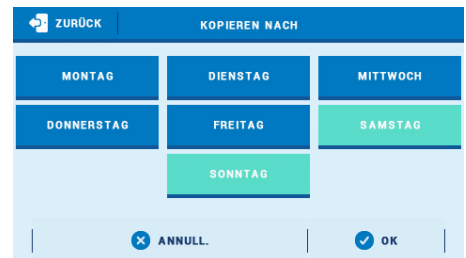 ZURÜCK KOPIEREN NACH
MONTAG DIENSTAG MITTWOCH
DONNERSTAG FREITAG SAMSTAG
SONNTAG
ANNULL. OK